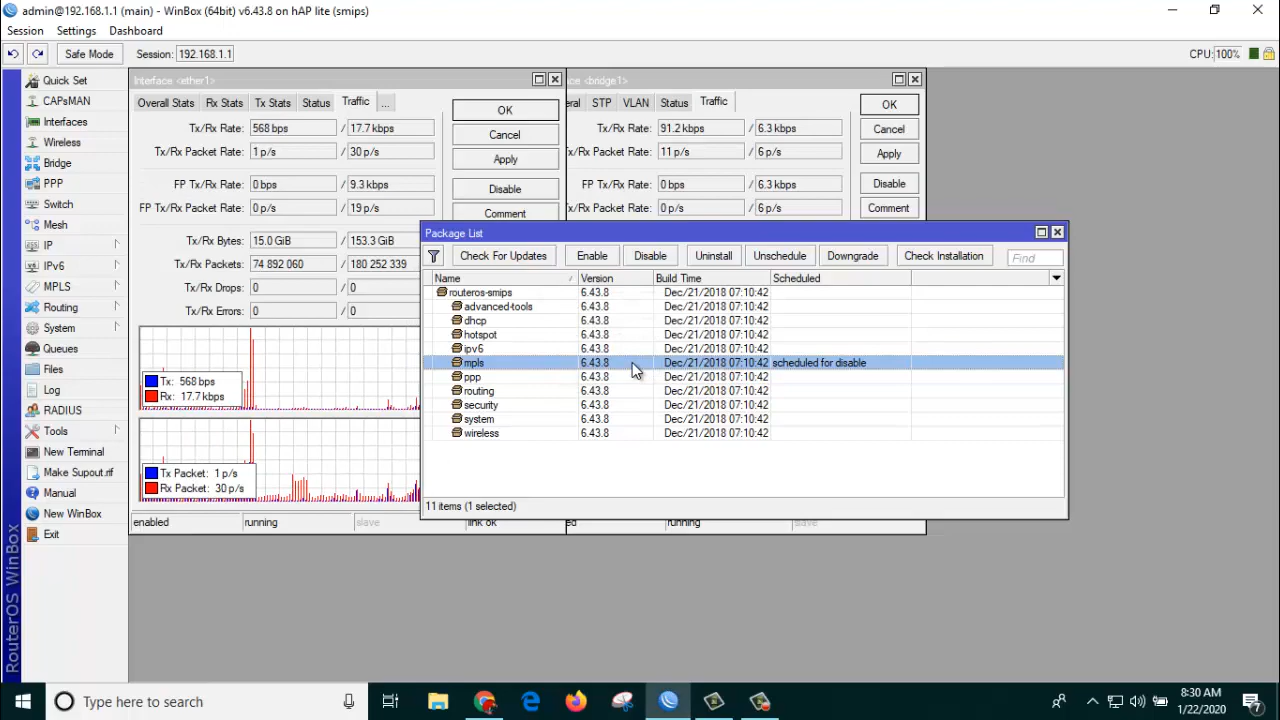 admin@192.168.1.1 (main) - WinBox (64bit) v6.43.8 on hAP lite (smips)
Session Settings Dashboard
Safe Mode Session: 192.168.1.1 CPU: 100%
Quick Set
CAPsMAN
Interfaces
Wireless
Bridge
PPP
Switch
Mesh
IP
IPv6
MPLS
Routing
System
Queues
Files
Log
RADIUS
Tools
New Terminal
Make Supout.rif
Manual
New WinBox
Exit
RouterOS WinBox
Interface <ether1>
Overall Stats Rx Stats Tx Stats Status Traffic ...
Tx/Rx Rate: 568 bps / 17.7 kbps
Tx/Rx Packet Rate: 1 p/s / 30 p/s
FP Tx/Rx Rate: 0 bps / 9.3 kbps
FP Tx/Rx Packet Rate: 0 p/s / 19 p/s
Tx/Rx Bytes: 15.0 GiB / 153.3 GiB
Tx/Rx Packets: 74 892 060 / 180 252 339
Tx/Rx Drops: 0 / 0
Tx/Rx Errors: 0 / 0
OK
Cancel
Apply
Disable
Comment
Tx: 568 bps
Rx: 17.7 kbps
Tx Packet: 1 p/s
Rx Packet: 30 p/s
enabled running slave link ok
ce <bridge1>
eral STP VLAN Status Traffic
Tx/Rx Rate: 91.2 kbps / 6.3 kbps
Tx/Rx Packet Rate: 11 p/s / 6 p/s
FP Tx/Rx Rate: 0 bps / 6.3 kbps
FP Tx/Rx Packet Rate: 0 p/s / 6 p/s
OK
Cancel
Apply
Disable
Comment
ed running slave
Package List
Check For Updates Enable Disable Uninstall Unschedule Downgrade Check Installation Find
Name Version Build Time Scheduled
routeros-smips 6.43.8 Dec/21/2018 07:10:42
advanced-tools 6.43.8 Dec/21/2018 07:10:42
dhcp 6.43.8 Dec/21/2018 07:10:42
hotspot 6.43.8 Dec/21/2018 07:10:42
ipv6 6.43.8 Dec/21/2018 07:10:42
mpls 6.43.8 Dec/21/2018 07:10:42 scheduled for disable
ppp 6.43.8 Dec/21/2018 07:10:42
routing 6.43.8 Dec/21/2018 07:10:42
security 6.43.8 Dec/21/2018 07:10:42
system 6.43.8 Dec/21/2018 07:10:42
wireless 6.43.8 Dec/21/2018 07:10:42
11 items (1 selected)
Type here to search
8:30 AM
1/22/2020
7